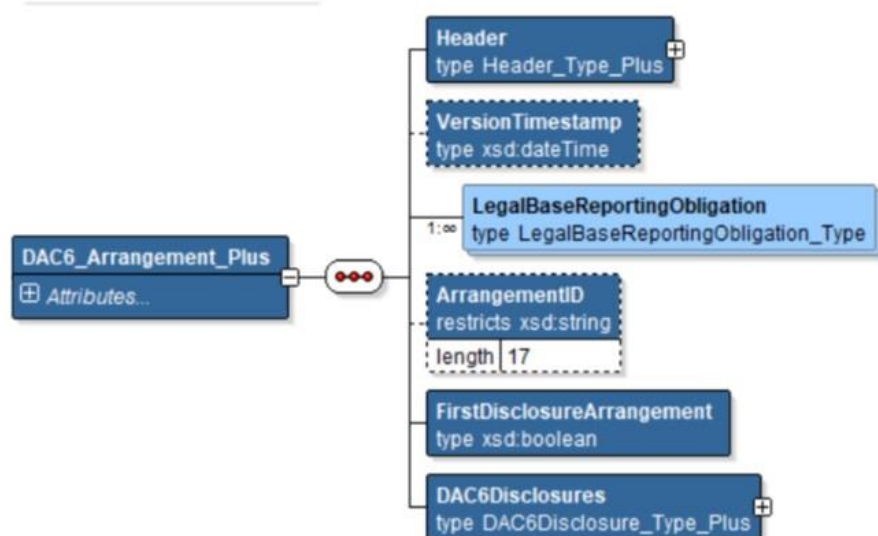 Header
type Header_Type_Plus
VersionTimestamp
type xsd:dateTime
LegalBaseReportingObligation
1:∞
type LegalBaseReportingObligation_Type
DAC6_Arrangement_Plus
Attributes...
ArrangementID
restricts xsd:string
length 17
FirstDisclosureArrangement
type xsd:boolean
DAC6Disclosures
type DAC6Disclosure_Type_Plus